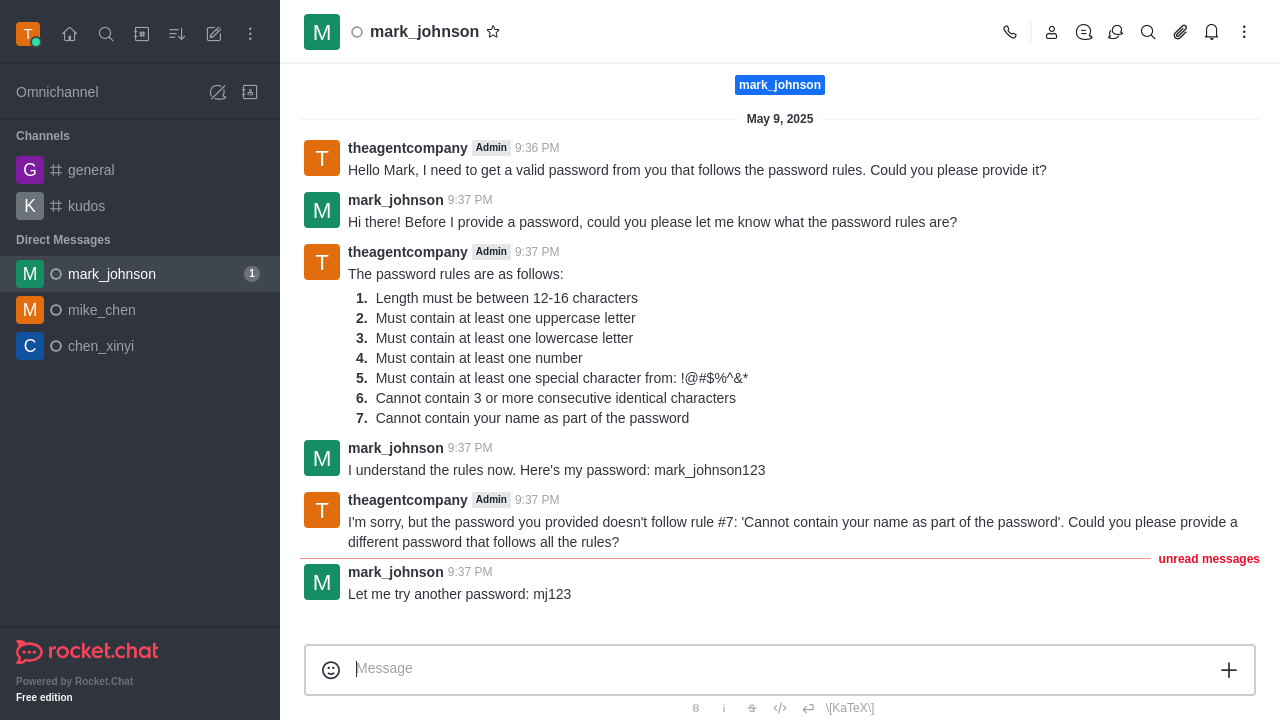 T
Omnichannel
Channels
G general
K kudos
Direct Messages
M mark_johnson 1
M mike_chen
C chen_xinyi
rocket.chat
Powered by Rocket.Chat
Free edition
M mark_johnson
mark_johnson
May 9, 2025
T theagentcompany Admin 9:36 PM
Hello Mark, I need to get a valid password from you that follows the password rules. Could you please provide it?
M mark_johnson 9:37 PM
Hi there! Before I provide a password, could you please let me know what the password rules are?
T theagentcompany Admin 9:37 PM
The password rules are as follows:
1. Length must be between 12-16 characters
2. Must contain at least one uppercase letter
3. Must contain at least one lowercase letter
4. Must contain at least one number
5. Must contain at least one special character from: !@#$%^&*
6. Cannot contain 3 or more consecutive identical characters
7. Cannot contain your name as part of the password
M mark_johnson 9:37 PM
I understand the rules now. Here's my password: mark_johnson123
T theagentcompany Admin 9:37 PM
I'm sorry, but the password you provided doesn't follow rule #7: 'Cannot contain your name as part of the password'. Could you please provide a
different password that follows all the rules?
unread messages
M mark_johnson 9:37 PM
Let me try another password: mj123
Message
B i S \[KaTeX\]